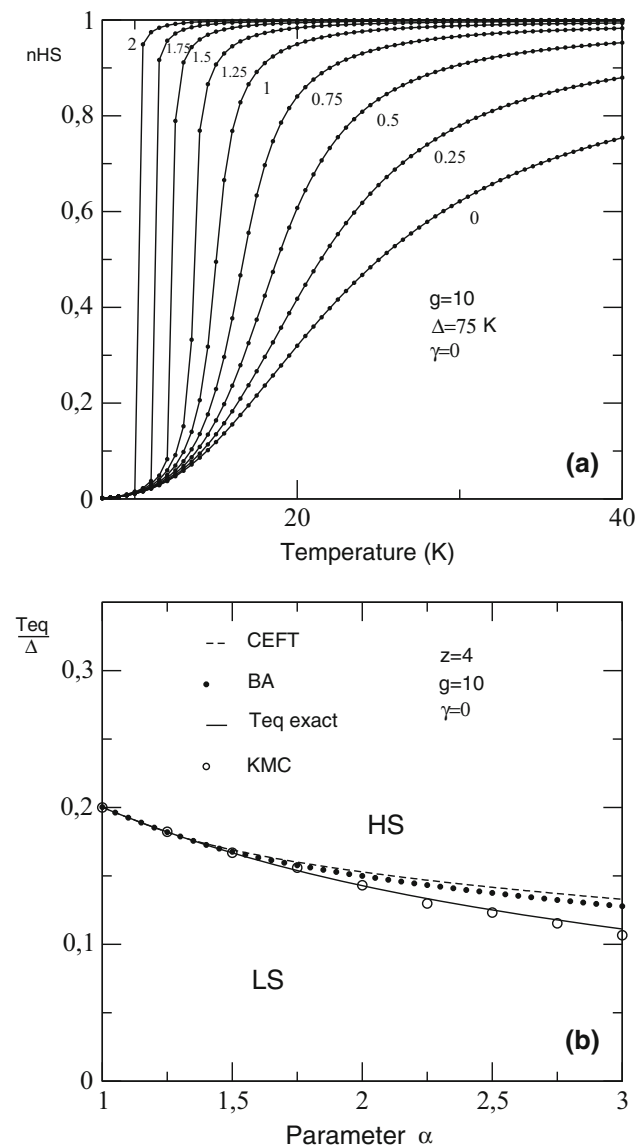 1
nHS
0,8
0,6
0,4
0,2
0
2
1.75
1.5
1.25
1
0.75
0.5
0.25
0
g=10
Δ=75 K
γ=0
(a)
20
40
Temperature (K)
Teq
Δ
0,3
0,2
0,1
0
CEFT
BA
Teq exact
KMC
z=4
g=10
γ=0
HS
LS
(b)
1
1,5
2
2,5
3
Parameter α